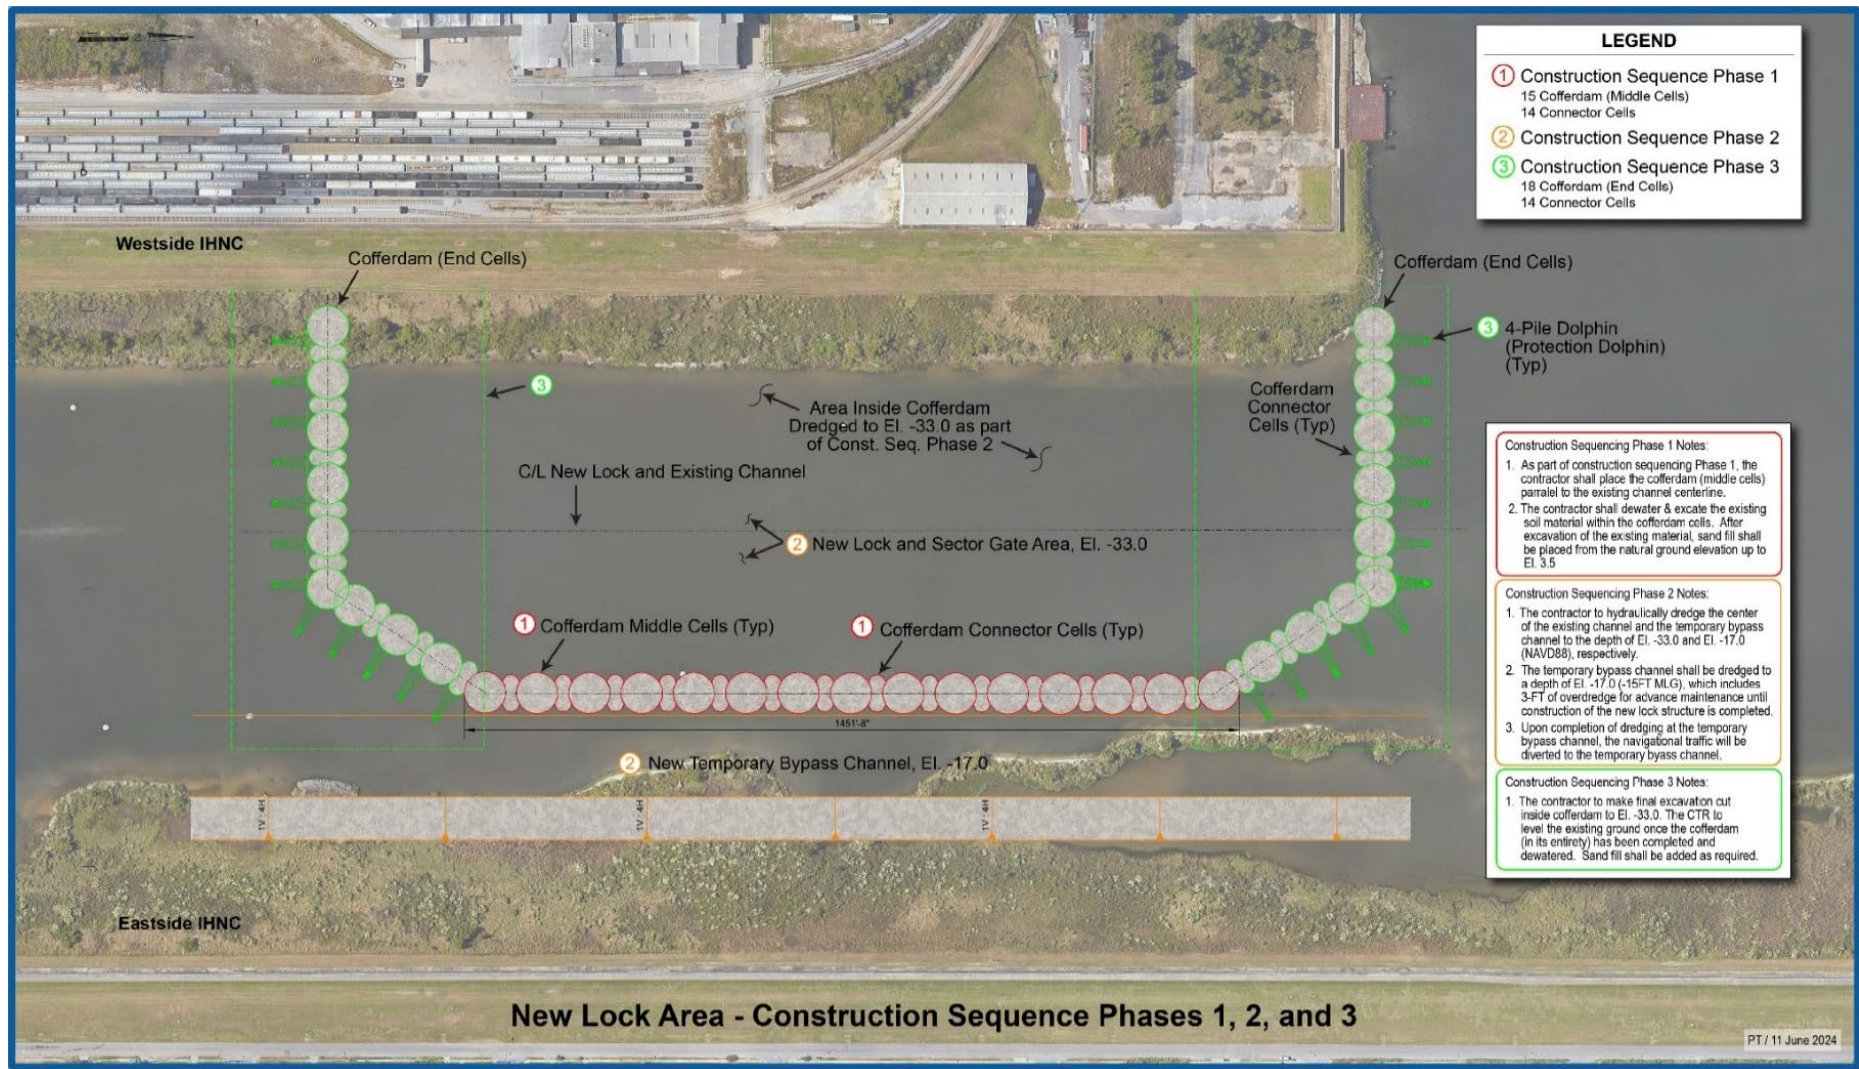 LEGEND
1 Construction Sequence Phase 1
15 Cofferdam (Middle Cells)
14 Connector Cells
2 Construction Sequence Phase 2
3 Construction Sequence Phase 3
18 Cofferdam (End Cells)
14 Connector Cells
Westside IHNC
Cofferdam (End Cells)
Cofferdam (End Cells)
3 4-Pile Dolphin
(Protection Dolphin)
(Typ)
3
Cofferdam
Connector
Cells (Typ)
Area Inside Cofferdam
Dredged to El. -33.0 as part
of Const. Seq. Phase 2
C/L New Lock and Existing Channel
2 New Lock and Sector Gate Area, El. -33.0
1 Cofferdam Middle Cells (Typ)
1 Cofferdam Connector Cells (Typ)
1451'-8"
2 New Temporary Bypass Channel, El. -17.0
1V : 4H
1V : 4H
1V : 4H
Construction Sequencing Phase 1 Notes:
1. As part of construction sequencing Phase 1, the
contractor shall place the cofferdam (middle cells)
parralel to the existing channel centerline.
2. The contractor shall dewater & excate the existing
soil material within the cofferdam cells. After
excavation of the existing material, sand fill shall
be placed from the natural ground elevation up to
El. 3.5
Construction Sequencing Phase 2 Notes:
1. The contractor to hydraulically dredge the center
of the existing channel and the temporary bypass
channel to the depth of El. -33.0 and El. -17.0
(NAVD88), respectively.
2. The temporary bypass channel shall be dredged to
a depth of El. -17.0 (-15FT MLG), which includes
3-FT of overdredge for advance maintenance until
construction of the new lock structure is completed.
3. Upon completion of dredging at the temporary
bypass channel, the navigational traffic will be
diverted to the temporary byass channel.
Construction Sequencing Phase 3 Notes:
1. The contractor to make final excavation cut
inside cofferdam to El. -33.0. The CTR to
level the existing ground once the cofferdam
(in its entirety) has been completed and
dewatered. Sand fill shall be added as required.
Eastside IHNC
New Lock Area - Construction Sequence Phases 1, 2, and 3
PT / 11 June 2024